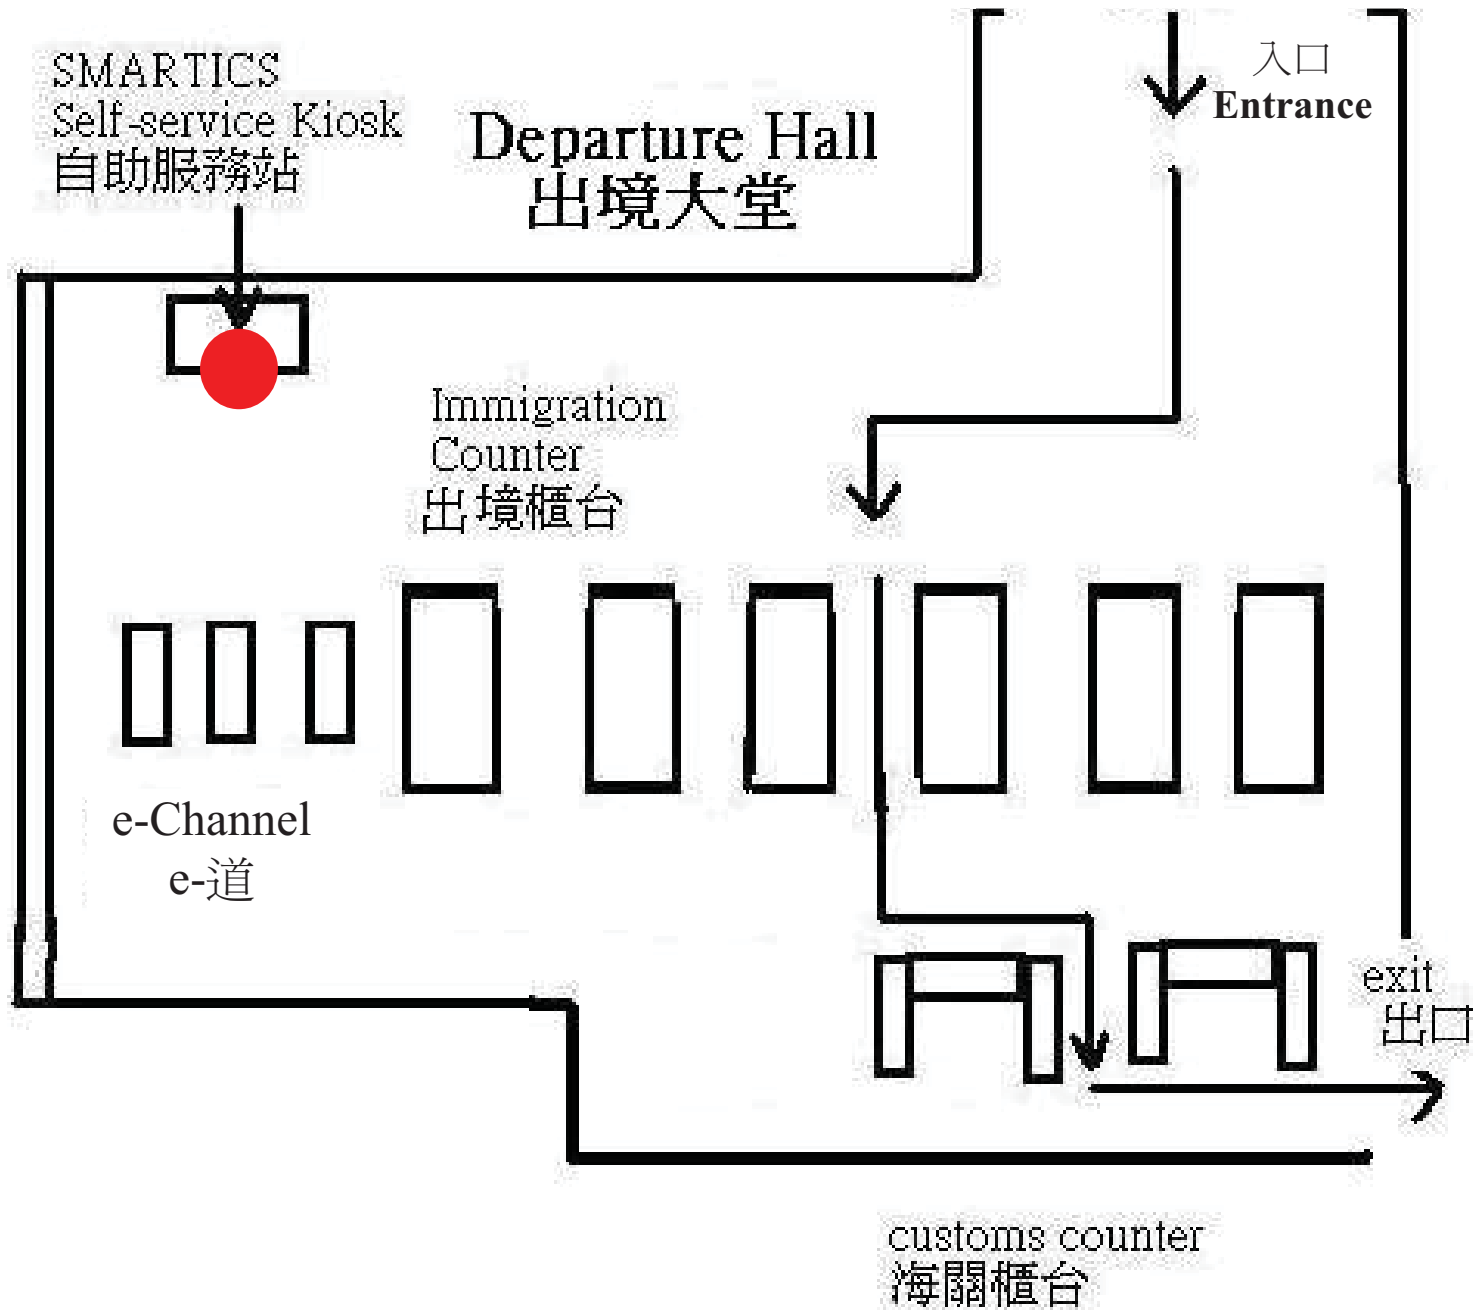 SMARTICS
Self-service Kiosk
自助服務站
Departure Hall
出境大堂
入口
Entrance
Immigration
Counter
出境櫃台
e-Channel
e-道
exit
出口
customs counter
海關櫃台